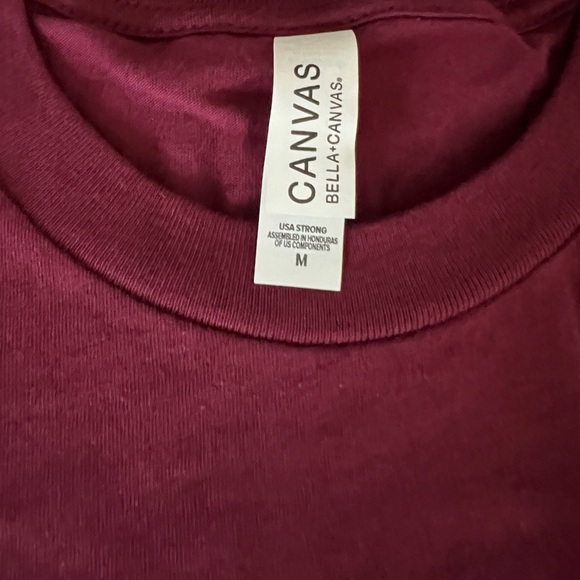 CANVAS
BELLA+CANVAS®
USA STRONG
ASSEMBLED IN HONDURAS
OF US COMPONENTS
M